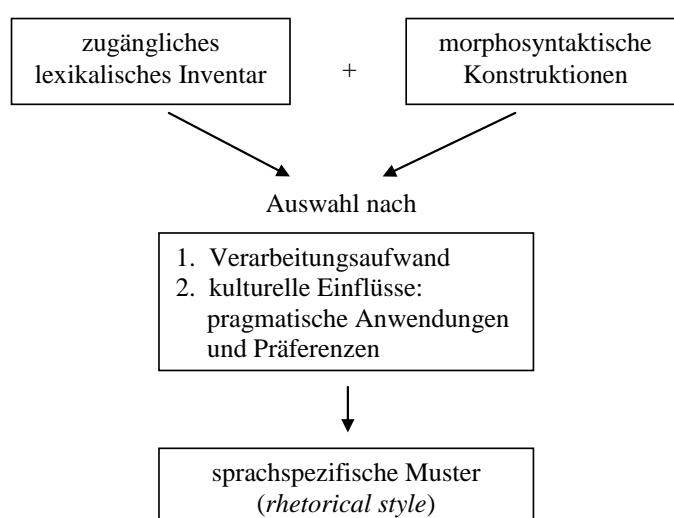 zugängliches
lexikalisches Inventar
+
morphosyntaktische
Konstruktionen
Auswahl nach
1. Verarbeitungsaufwand
2. kulturelle Einflüsse:
pragmatische Anwendungen
und Präferenzen
sprachspezifische Muster
(rhetorical style)